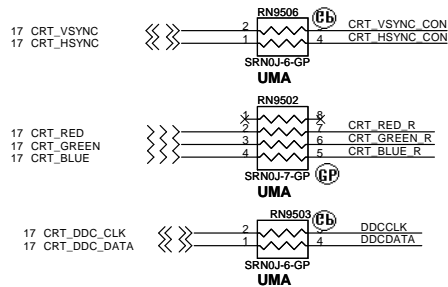 RN9506
17 CRT_VSYNC 2 3 CRT_VSYNC_CON
17 CRT_HSYNC 1 4 CRT_HSYNC_CON
SRN0J-6-GP
UMA
RN9502
1 8
17 CRT_RED 2 7 CRT_RED_R
17 CRT_GREEN 3 6 CRT_GREEN_R
17 CRT_BLUE 4 5 CRT_BLUE_R
SRN0J-7-GP GP
UMA
RN9503
17 CRT_DDC_CLK 2 3 DDCCLK
17 CRT_DDC_DATA 1 4 DDCDATA
SRN0J-6-GP
UMA